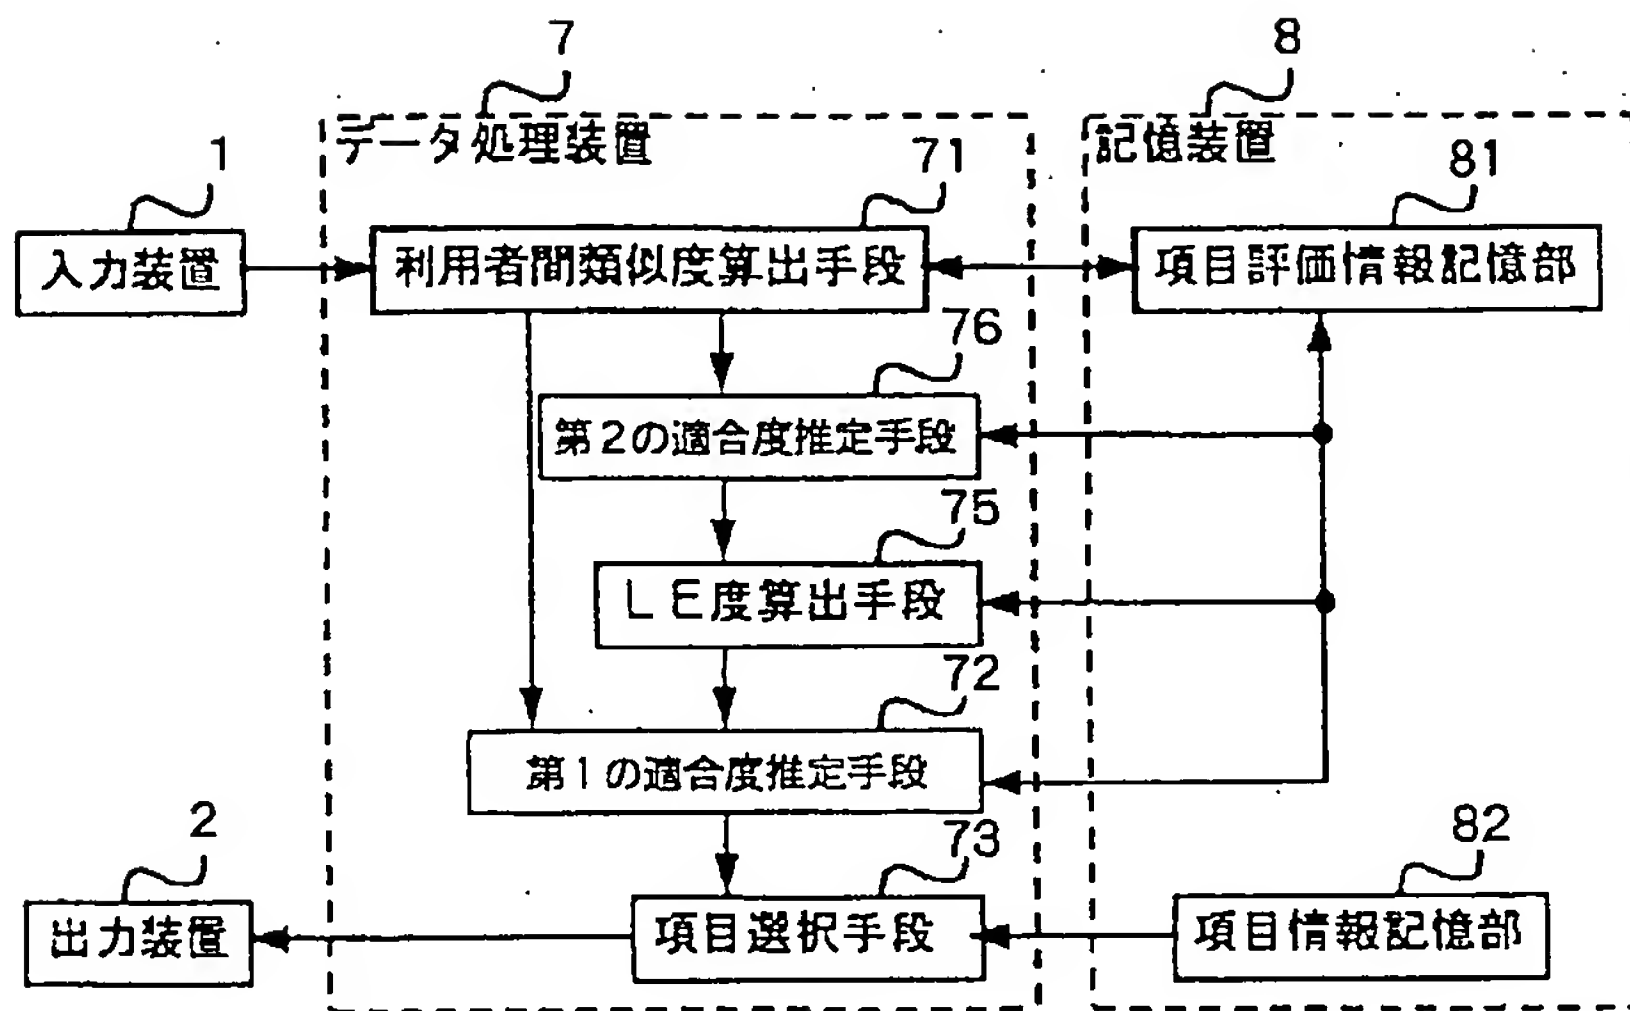 7
8
データ処理装置
記憶装置
1
71
81
入力装置
利用者間類似度算出手段
項目評価情報記憶部
76
第2の適合度推定手段
75
LE度算出手段
72
第1の適合度推定手段
2
73
82
出力装置
項目選択手段
項目情報記憶部